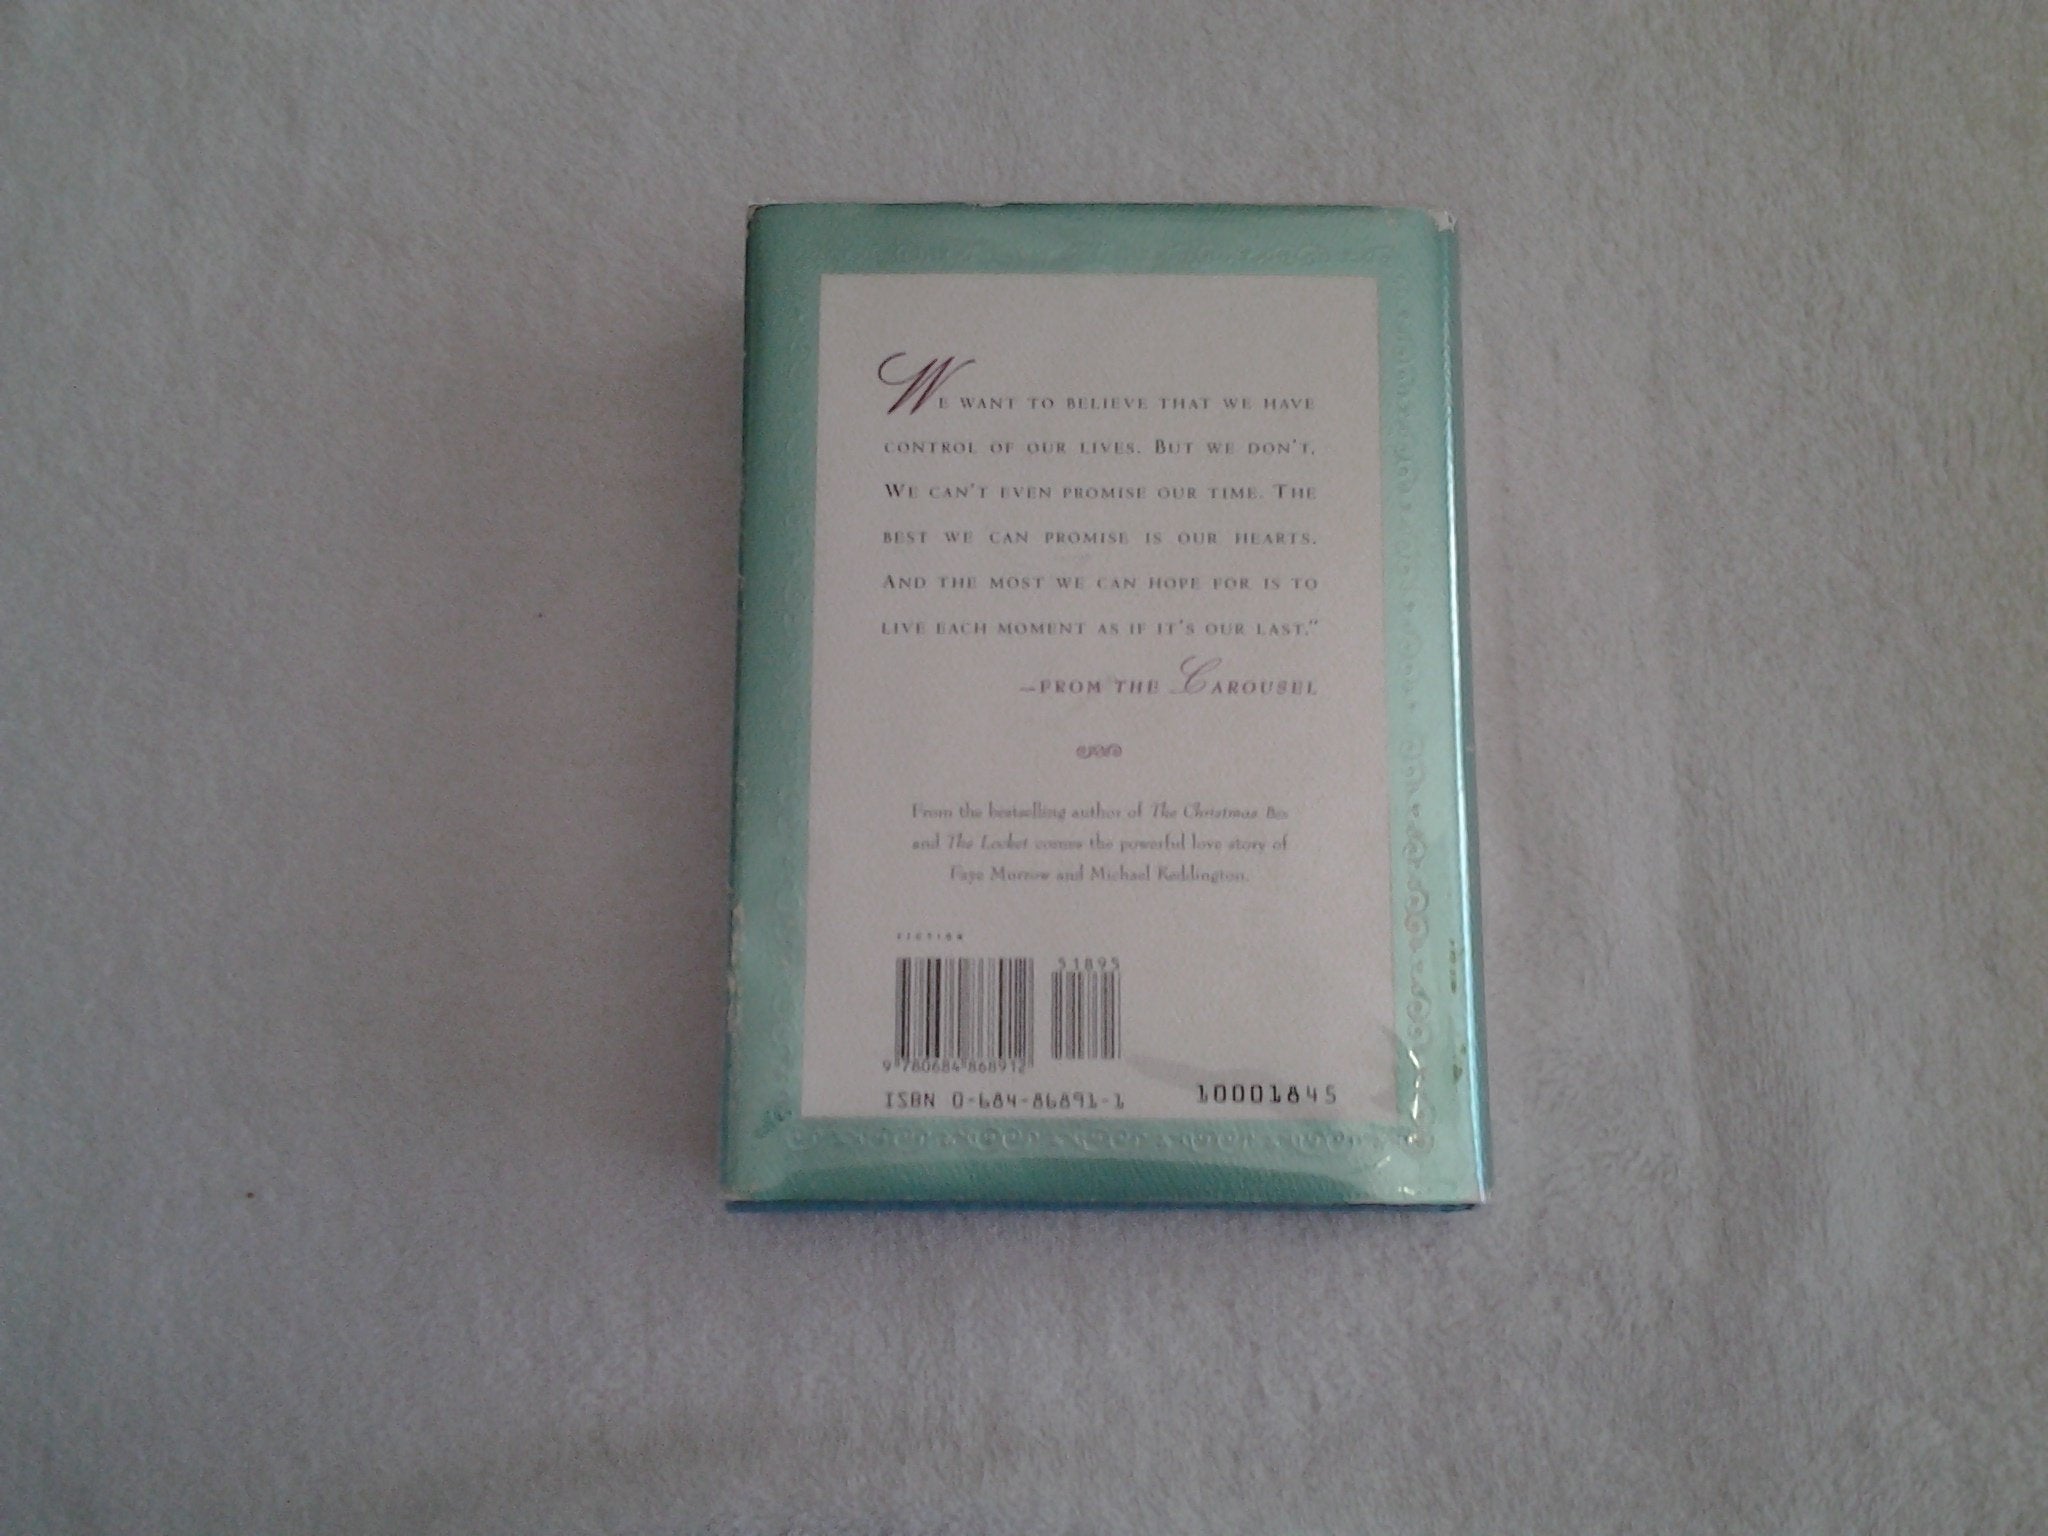 WE WANT TO BELIEVE THAT WE HAVE
CONTROL OF OUR LIVES. BUT WE DON'T.
WE CAN'T EVEN PROMISE OUR TIME. THE
BEST WE CAN PROMISE IS OUR HEARTS.
AND THE MOST WE CAN HOPE FOR IS TO
LIVE EACH MOMENT AS IF IT'S OUR LAST."
—FROM THE CAROUSEL
From the bestselling author of The Christmas Box
and The Locket comes the powerful love story of
Faye Murrow and Michael Keddington.
FICTION
51895
9 780684 868912
ISBN 0-684-86891-1
10001845